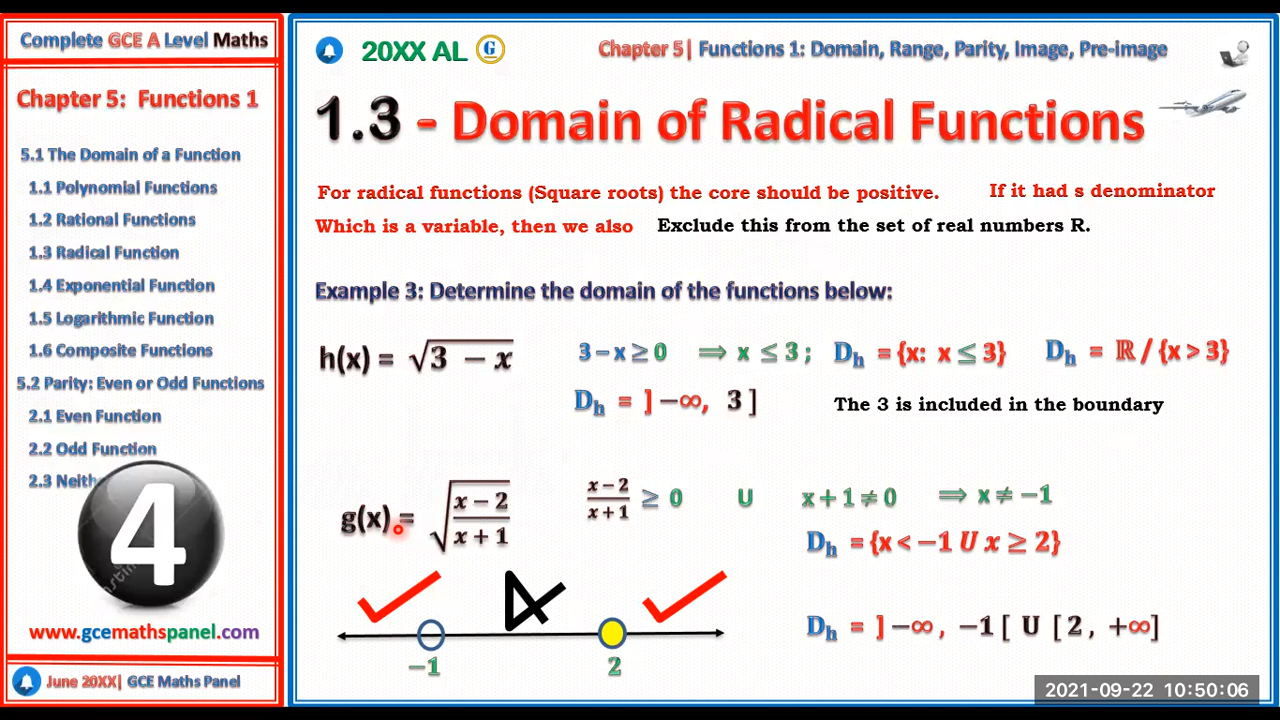 Complete GCE A Level Maths
Chapter 5: Functions 1
5.1 The Domain of a Function
1.1 Polynomial Functions
1.2 Rational Functions
1.3 Radical Function
1.4 Exponential Function
1.5 Logarithmic Function
1.6 Composite Functions
5.2 Parity: Even or Odd Functions
2.1 Even Function
2.2 Odd Function
2.3 Neith
4
www.gcemathspanel.com
June 20XX| GCE Maths Panel
20XX AL G
Chapter 5| Functions 1: Domain, Range, Parity, Image, Pre-image
1.3 - Domain of Radical Functions
For radical functions (Square roots) the core should be positive. If it had s denominator
Which is a variable, then we also Exclude this from the set of real numbers R.
Example 3: Determine the domain of the functions below:
h(x) = √3 − x 3 − x ≥ 0 ⟹ x ≤ 3 ; Dh = {x: x ≤ 3} Dh = ℝ / {x > 3}
Dh = ] −∞, 3 ] The 3 is included in the boundary
g(x) = √(x − 2)/(x + 1) (x − 2)/(x + 1) ≥ 0 U x + 1 ≠ 0 ⟹ x ≠ −1
Dh = {x < −1 U x ≥ 2}
Dh = ] −∞ , −1 [ U [ 2 , +∞]
−1 2
2021-09-22 10:50:06